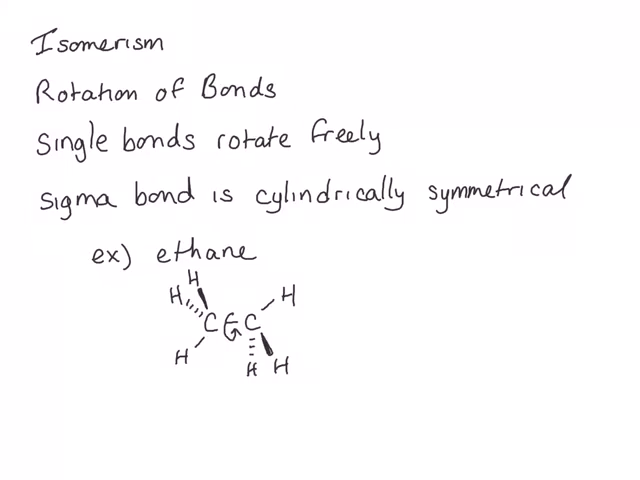 Isomerism
Rotation of Bonds
Single bonds rotate freely
Sigma bond is cylindrically symmetrical
ex) ethane
H
H H
C C
H
H H